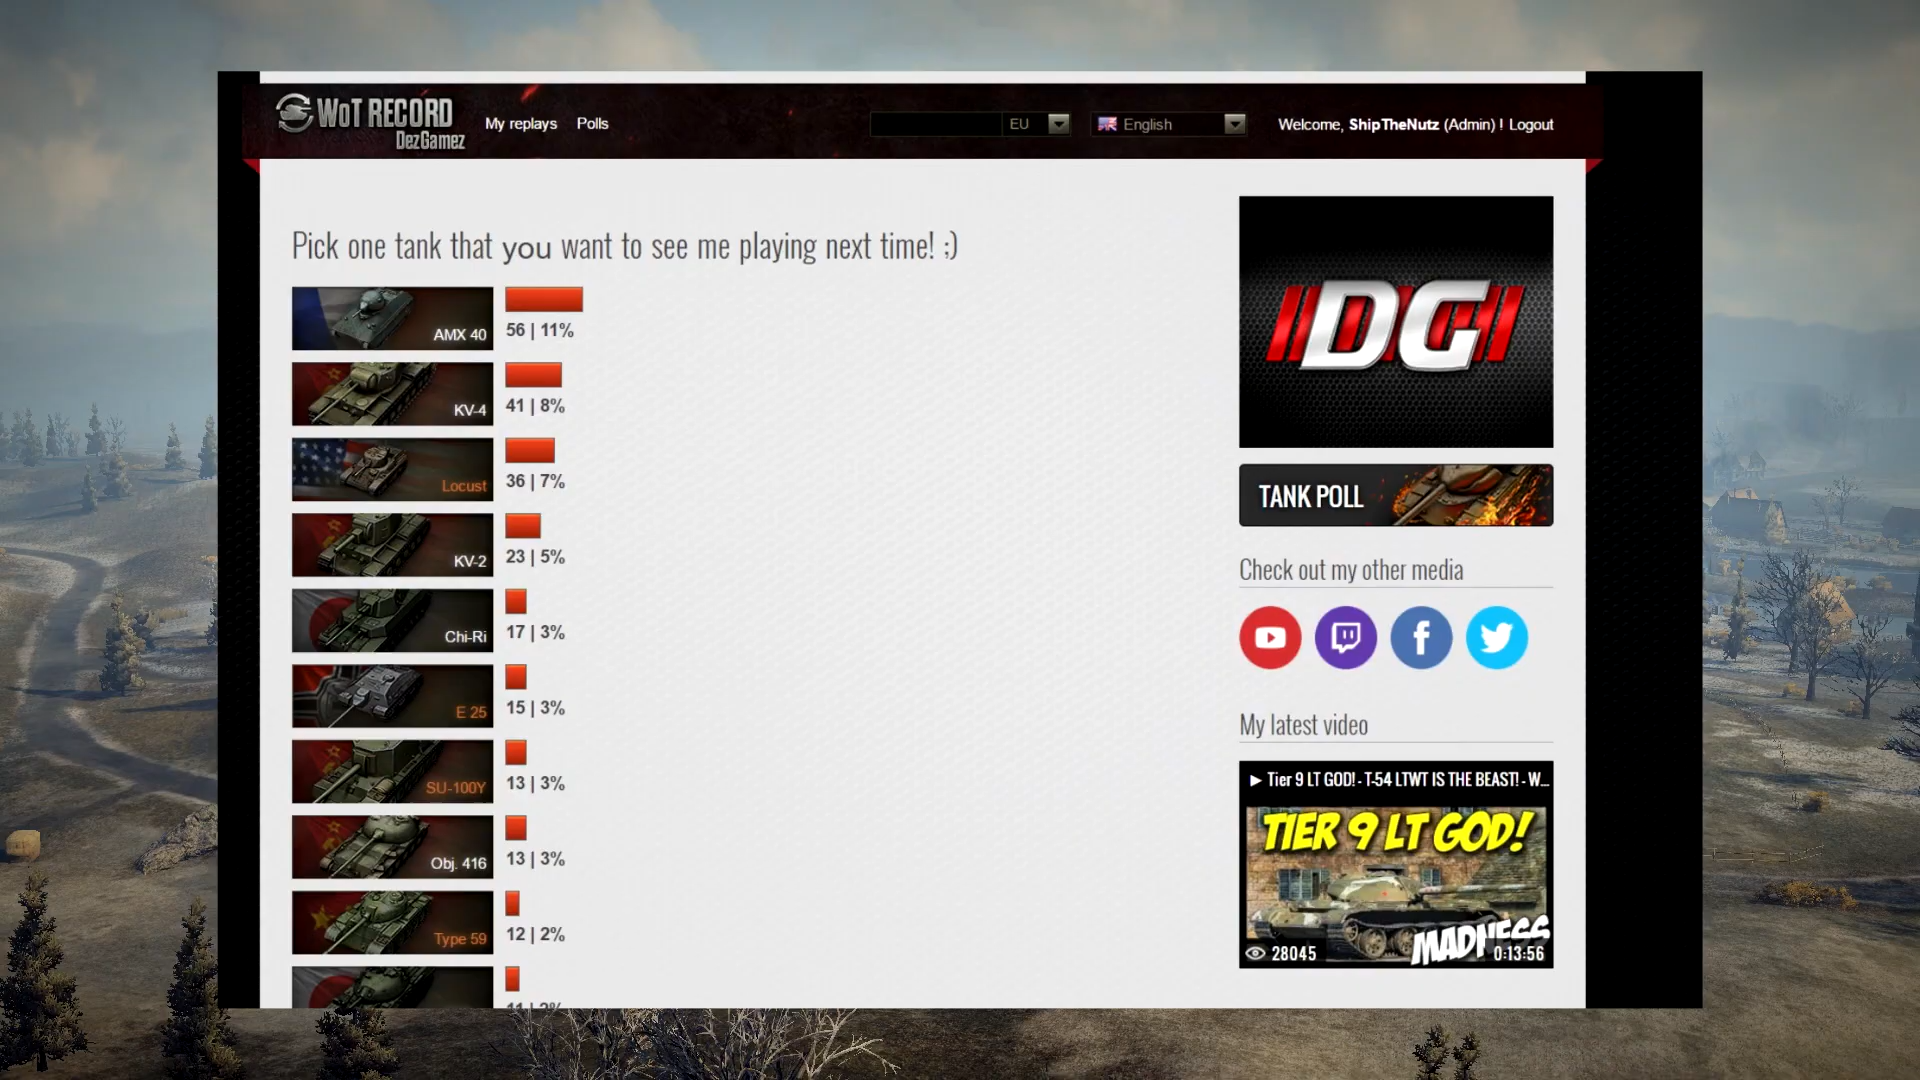 WoT RECORD
DezGamez
My replays Polls
EU
English
Welcome, ShipTheNutz (Admin) ! Logout
Pick one tank that you want to see me playing next time! ;)
AMX 40
56 | 11%
KV-4
41 | 8%
Locust
36 | 7%
KV-2
23 | 5%
Chi-Ri
17 | 3%
E 25
15 | 3%
SU-100Y
13 | 3%
Obj. 416
13 | 3%
Type 59
12 | 2%
11 | 2%
DG
TANK POLL
Check out my other media
My latest video
► Tier 9 LT GOD! - T-54 LTWT IS THE BEAST! - W...
TIER 9 LT GOD!
MADNESS
28045
0:13:56